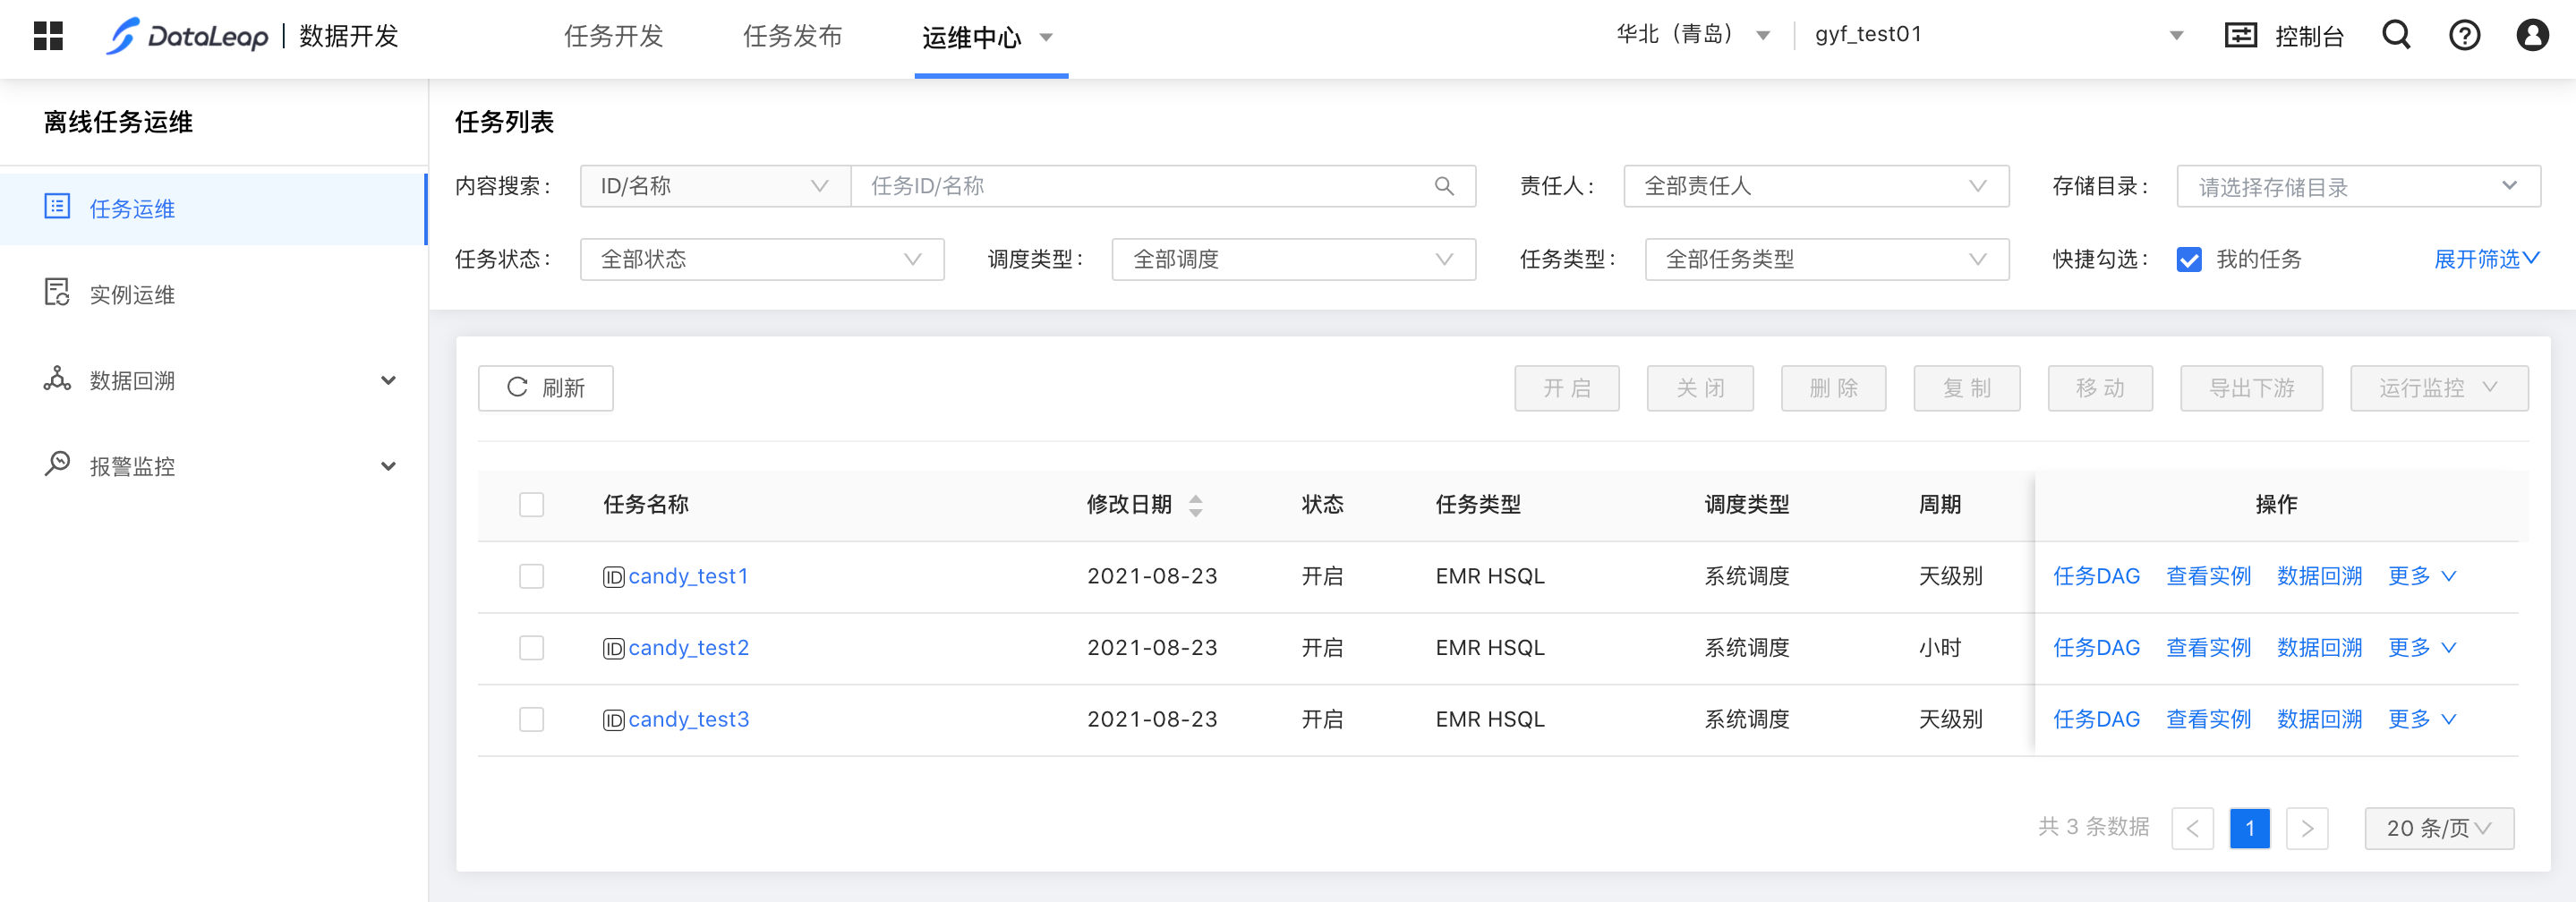 DataLeap | 数据开发 任务开发 任务发布 运维中心 华北（青岛） gyf_test01 控制台
离线任务运维
任务运维
实例运维
数据回溯
报警监控
任务列表
内容搜索： ID/名称 任务ID/名称 责任人： 全部责任人 存储目录： 请选择存储目录
任务状态： 全部状态 调度类型： 全部调度 任务类型： 全部任务类型 快捷勾选： 我的任务 展开筛选
刷新 开 启 关 闭 删 除 复 制 移 动 导出下游 运行监控
任务名称 修改日期 状态 任务类型 调度类型 周期 操作
ID candy_test1 2021-08-23 开启 EMR HSQL 系统调度 天级别 任务DAG 查看实例 数据回溯 更多
ID candy_test2 2021-08-23 开启 EMR HSQL 系统调度 小时 任务DAG 查看实例 数据回溯 更多
ID candy_test3 2021-08-23 开启 EMR HSQL 系统调度 天级别 任务DAG 查看实例 数据回溯 更多
共 3 条数据 < 1 > 20 条/页